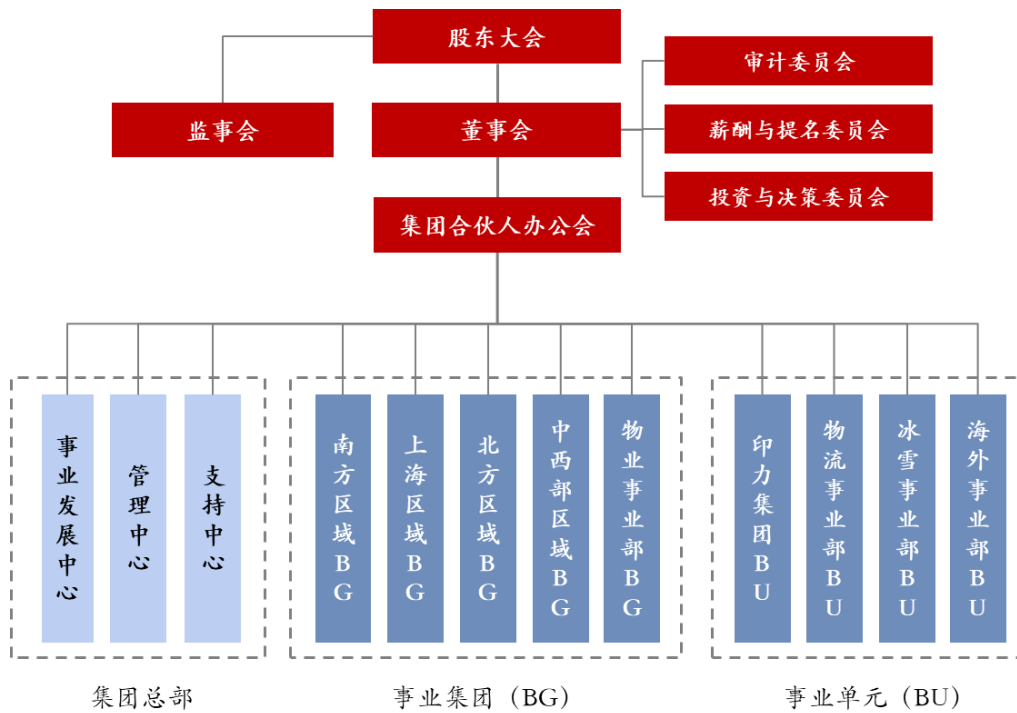 股东大会
审计委员会
监事会
董事会
薪酬与提名委员会
投资与决策委员会
集团合伙人办公会
事业发展中心
管理中心
支持中心
南方区域BG
上海区域BG
北方区域BG
中西部区域BG
物业事业部BG
印力集团BU
物流事业部BU
冰雪事业部BU
海外事业部BU
集团总部
事业集团（BG）
事业单元（BU）